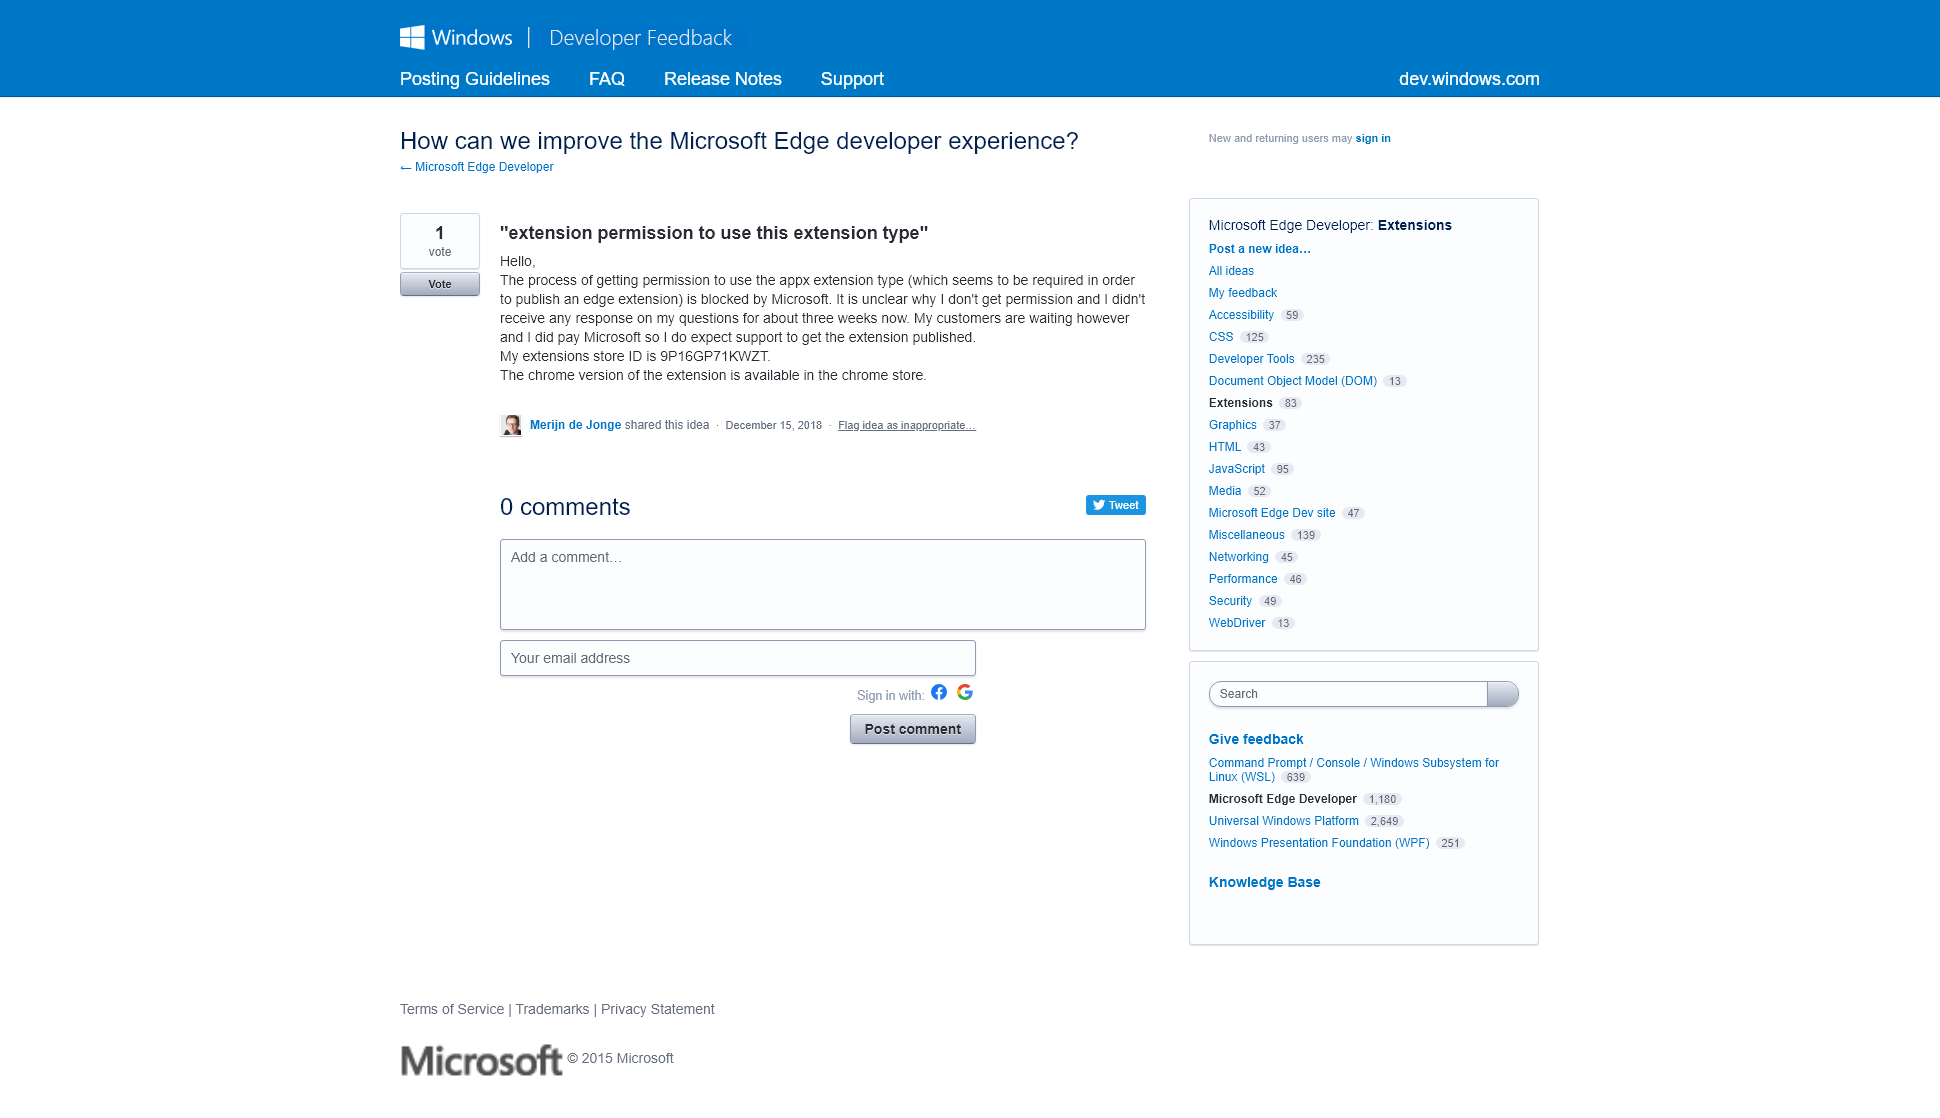 Windows | Developer Feedback
Posting Guidelines FAQ Release Notes Support dev.windows.com
How can we improve the Microsoft Edge developer experience?
← Microsoft Edge Developer
New and returning users may sign in
1
vote
Vote
"extension permission to use this extension type"
Hello,
The process of getting permission to use the appx extension type (which seems to be required in order
to publish an edge extension) is blocked by Microsoft. It is unclear why I don't get permission and I didn't
receive any response on my questions for about three weeks now. My customers are waiting however
and I did pay Microsoft so I do expect support to get the extension published.
My extensions store ID is 9P16GP71KWZT.
The chrome version of the extension is available in the chrome store.
Merijn de Jonge shared this idea · December 15, 2018 · Flag idea as inappropriate…
0 comments
Tweet
Add a comment…
Your email address
Sign in with:
Post comment
Microsoft Edge Developer: Extensions
Post a new idea…
All ideas
My feedback
Accessibility 59
CSS 125
Developer Tools 235
Document Object Model (DOM) 13
Extensions 83
Graphics 37
HTML 43
JavaScript 95
Media 52
Microsoft Edge Dev site 47
Miscellaneous 139
Networking 45
Performance 46
Security 49
WebDriver 13
Search
Give feedback
Command Prompt / Console / Windows Subsystem for
Linux (WSL) 639
Microsoft Edge Developer 1,180
Universal Windows Platform 2,649
Windows Presentation Foundation (WPF) 251
Knowledge Base
Terms of Service | Trademarks | Privacy Statement
Microsoft © 2015 Microsoft